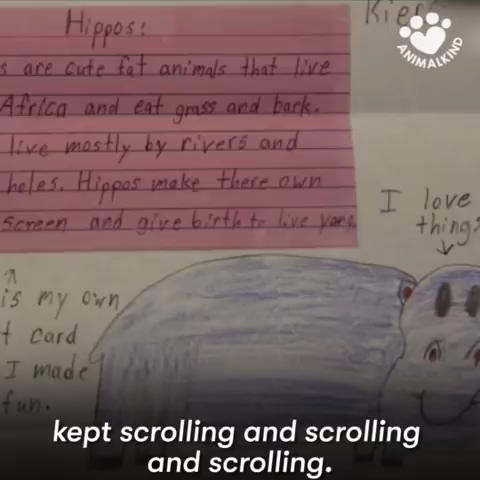 Hippos:
s are cute fat animals that live
Africa and eat grass and bark.
live mostly by rivers and
holes. Hippos make there own
screen and give birth to live
Kier
ANIMALKIND
I love
things
is my own
t card
I made
fun.
kept scrolling and scrolling
and scrolling.